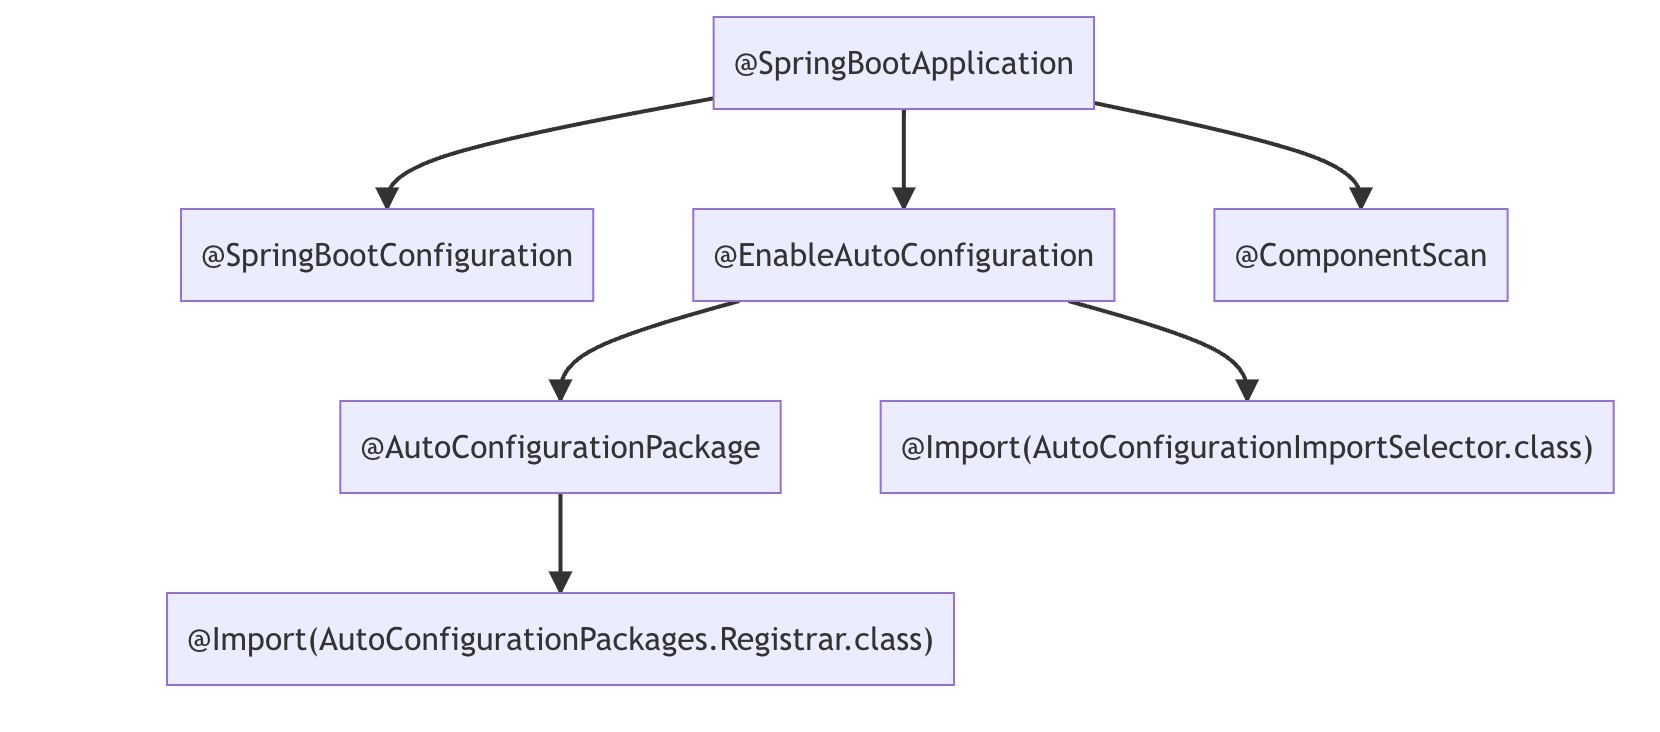 @SpringBootApplication
@SpringBootConfiguration
@EnableAutoConfiguration
@ComponentScan
@AutoConfigurationPackage
@Import(AutoConfigurationImportSelector.class)
@Import(AutoConfigurationPackages.Registrar.class)